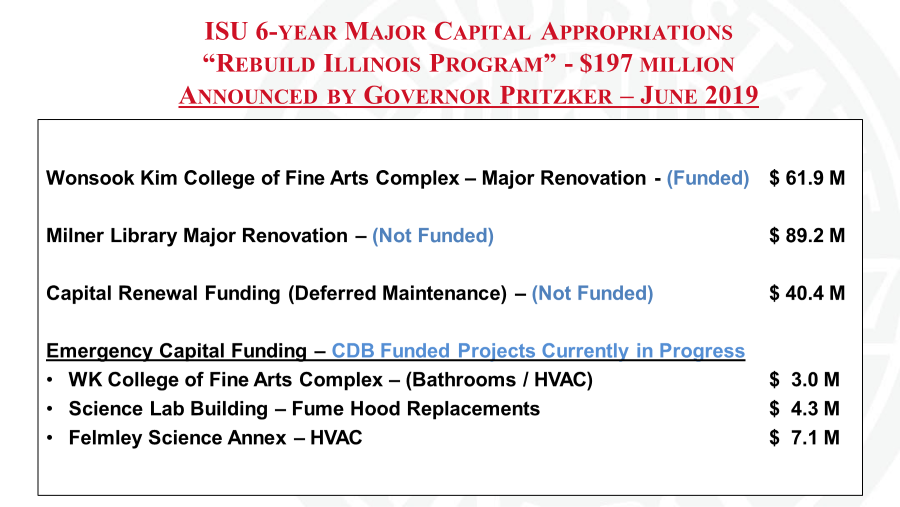 ISU 6-YEAR MAJOR CAPITAL APPROPRIATIONS
“REBUILD ILLINOIS PROGRAM” - $197 MILLION
ANNOUNCED BY GOVERNOR PRITZKER – JUNE 2019
Wonsook Kim College of Fine Arts Complex – Major Renovation - (Funded) $ 61.9 M
Milner Library Major Renovation – (Not Funded) $ 89.2 M
Capital Renewal Funding (Deferred Maintenance) – (Not Funded) $ 40.4 M
Emergency Capital Funding – CDB Funded Projects Currently in Progress
• WK College of Fine Arts Complex – (Bathrooms / HVAC) $ 3.0 M
• Science Lab Building – Fume Hood Replacements $ 4.3 M
• Felmley Science Annex – HVAC $ 7.1 M